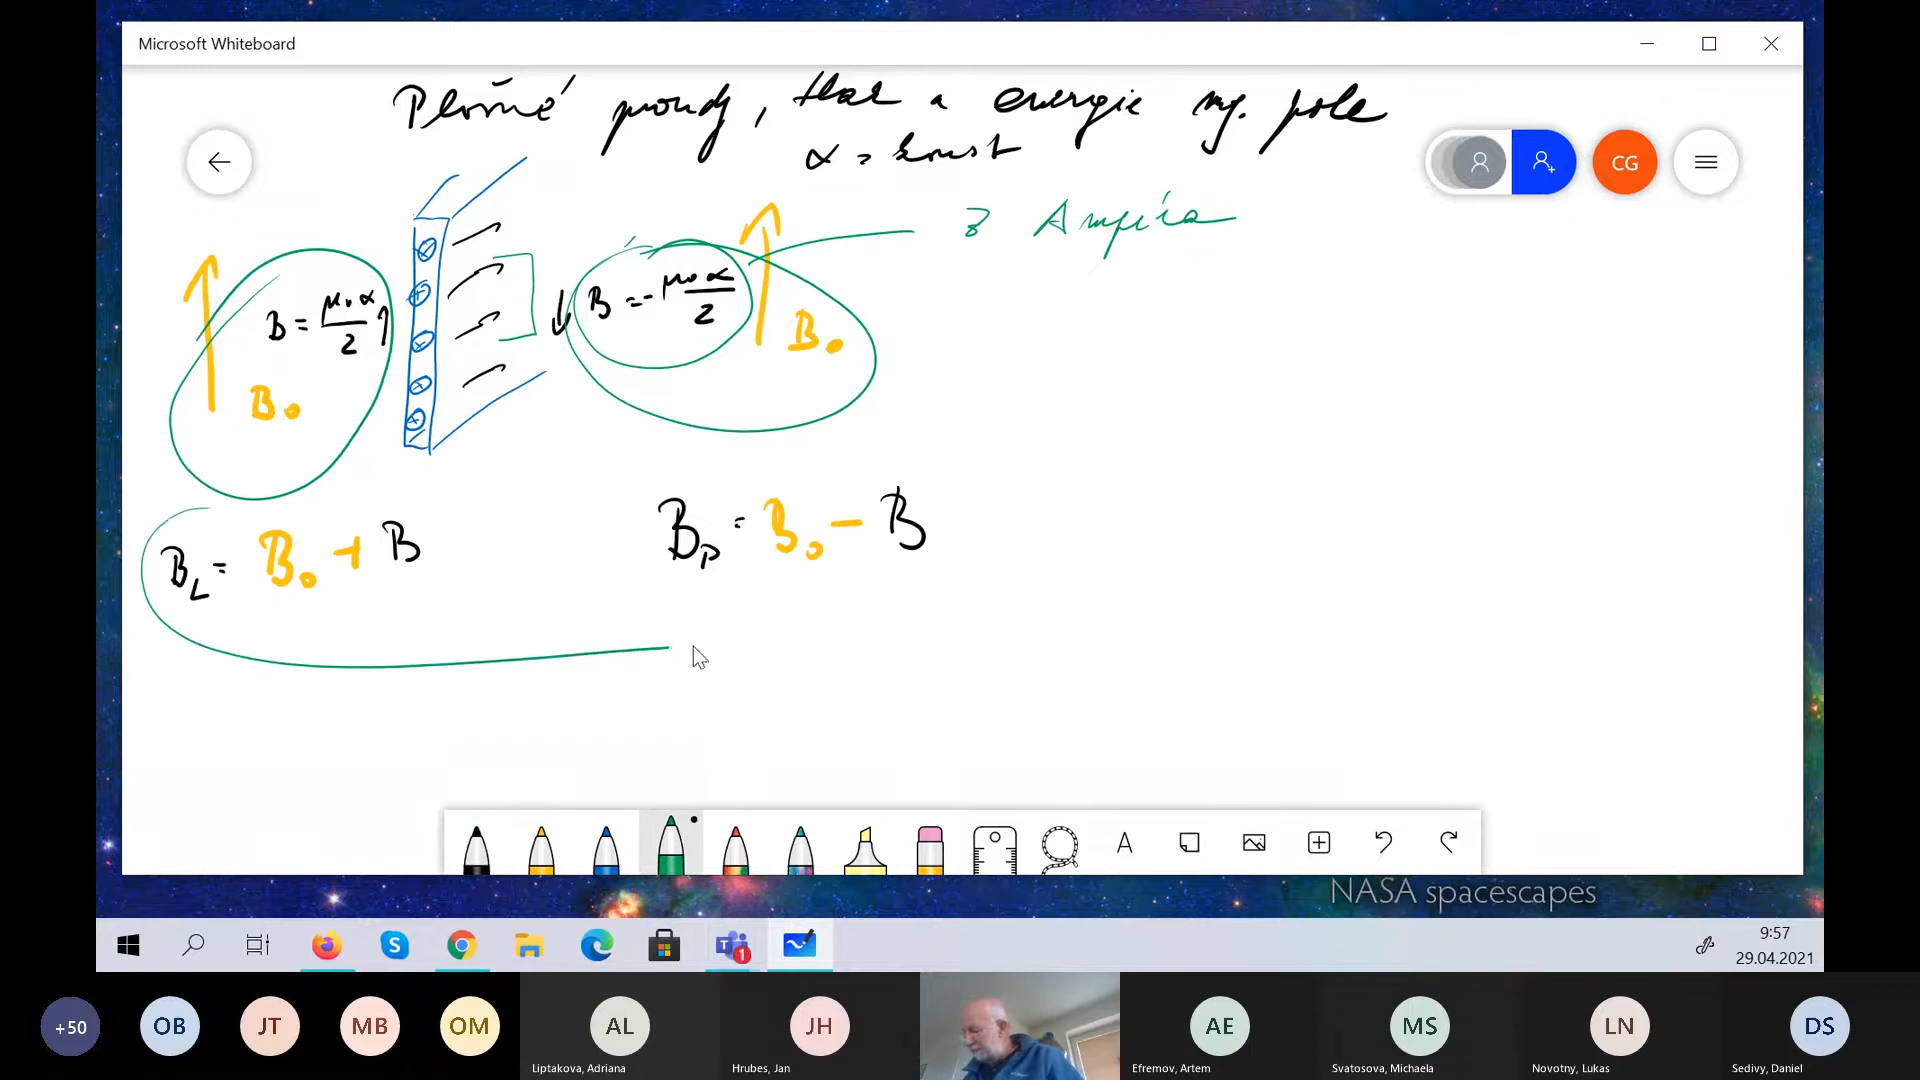 Microsoft Whiteboard
Plošné proudy, tlak a energie mg. pole
α = konst
CG
z Ampéra
B = μ₀α/2 ↑
↓ B = -μ₀α/2
B₀
B₀
B_L = B₀ + B
B_P = B₀ - B
A
NASA spacescapes
S
1
9:57
29.04.2021
+50
OB
JT
MB
OM
AL
JH
AE
MS
LN
DS
Liptakova, Adriana
Hrubes, Jan
Efremov, Artem
Svatosova, Michaela
Novotny, Lukas
Sedivy, Daniel